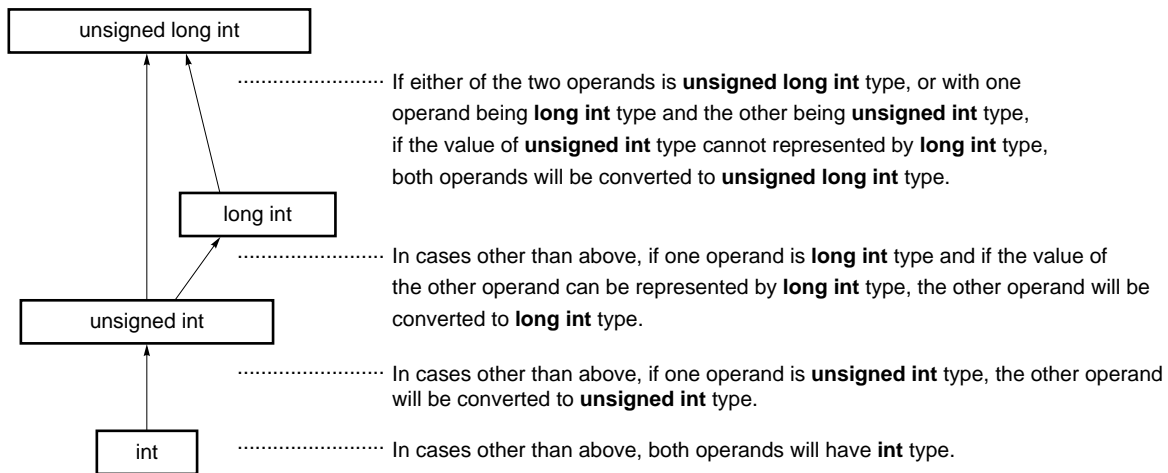 unsigned long int
If either of the two operands is unsigned long int type, or with one
operand being long int type and the other being unsigned int type,
if the value of unsigned int type cannot represented by long int type,
both operands will be converted to unsigned long int type.
long int
In cases other than above, if one operand is long int type and if the value of
the other operand can be represented by long int type, the other operand will be
converted to long int type.
unsigned int
In cases other than above, if one operand is unsigned int type, the other operand
will be converted to unsigned int type.
int
In cases other than above, both operands will have int type.